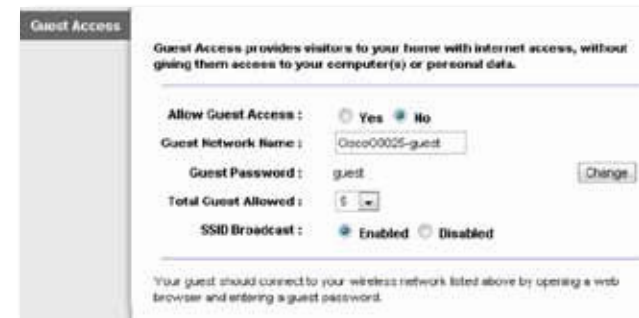 Guest Access
Guest Access provides visitors to your home with internet access, without
giving them access to your computer(s) or personal data.
Allow Guest Access : Yes No
Guest Network Name : Cisco00025-guest
Guest Password : guest Change
Total Guest Allowed : 5
SSID Broadcast : Enabled Disabled
Your guest should connect to your wireless network listed above by opening a web
browser and entering a guest password.